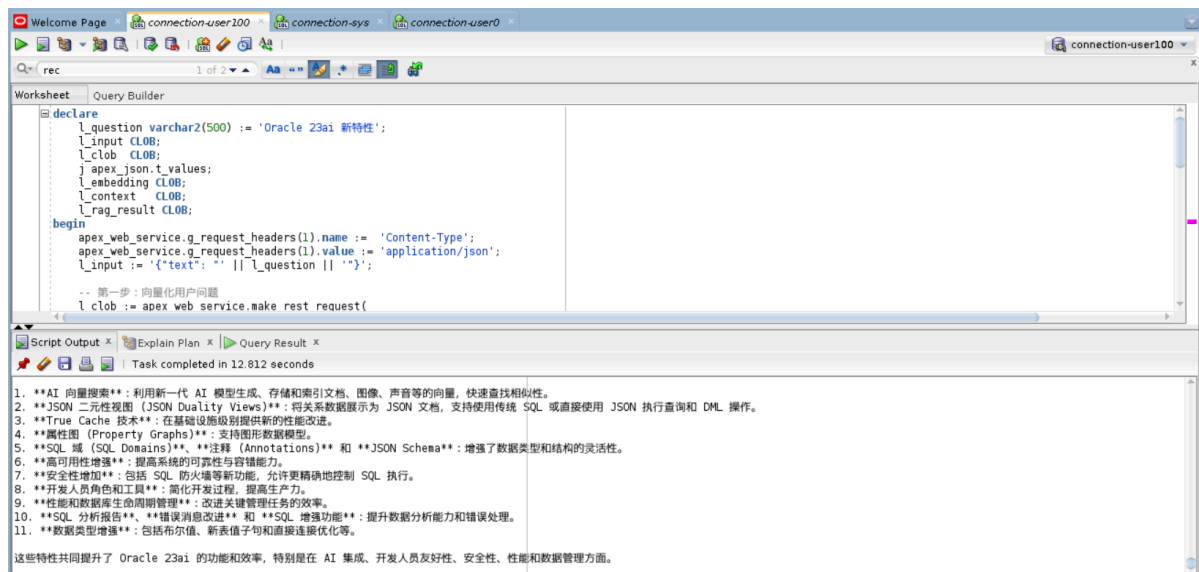 Welcome Page
connection-user100
connection-sys
connection-user0
connection-user100
rec
1 of 2
Worksheet
Query Builder
declare
l_question varchar2(500) := 'Oracle 23ai 新特性';
l_input CLOB;
l_clob CLOB;
j apex_json.t_values;
l_embedding CLOB;
l_context CLOB;
l_rag_result CLOB;
begin
apex_web_service.g_request_headers(1).name := 'Content-Type';
apex_web_service.g_request_headers(1).value := 'application/json';
l_input := '{"text": "' || l_question || '"}';
-- 第一步：向量化用户问题
l_clob := apex_web_service.make_rest_request(
Script Output
Explain Plan
Query Result
Task completed in 12.812 seconds
1. **AI 向量搜索**：利用新一代 AI 模型生成、存储和索引文档、图像、声音等的向量，快速查找相似性。
2. **JSON 二元性视图 (JSON Duality Views)**：将关系数据展示为 JSON 文档，支持使用传统 SQL 或直接使用 JSON 执行查询和 DML 操作。
3. **True Cache 技术**：在基础设施级别提供新的性能改进。
4. **属性图 (Property Graphs)**：支持图形数据模型。
5. **SQL 域 (SQL Domains)**、**注释 (Annotations)** 和 **JSON Schema**：增强了数据类型和结构的灵活性。
6. **高可用性增强**：提高系统的可靠性与容错能力。
7. **安全性增加**：包括 SQL 防火墙等新功能，允许更精确地控制 SQL 执行。
8. **开发人员角色和工具**：简化开发过程，提高生产力。
9. **性能和数据库生命周期管理**：改进关键管理任务的效率。
10. **SQL 分析报告**、**错误消息改进** 和 **SQL 增强功能**：提升数据分析能力和错误处理。
11. **数据类型增强**：包括布尔值、新表值子句和直接连接优化等。
这些特性共同提升了 Oracle 23ai 的功能和效率，特别是在 AI 集成、开发人员友好性、安全性、性能和数据管理方面。